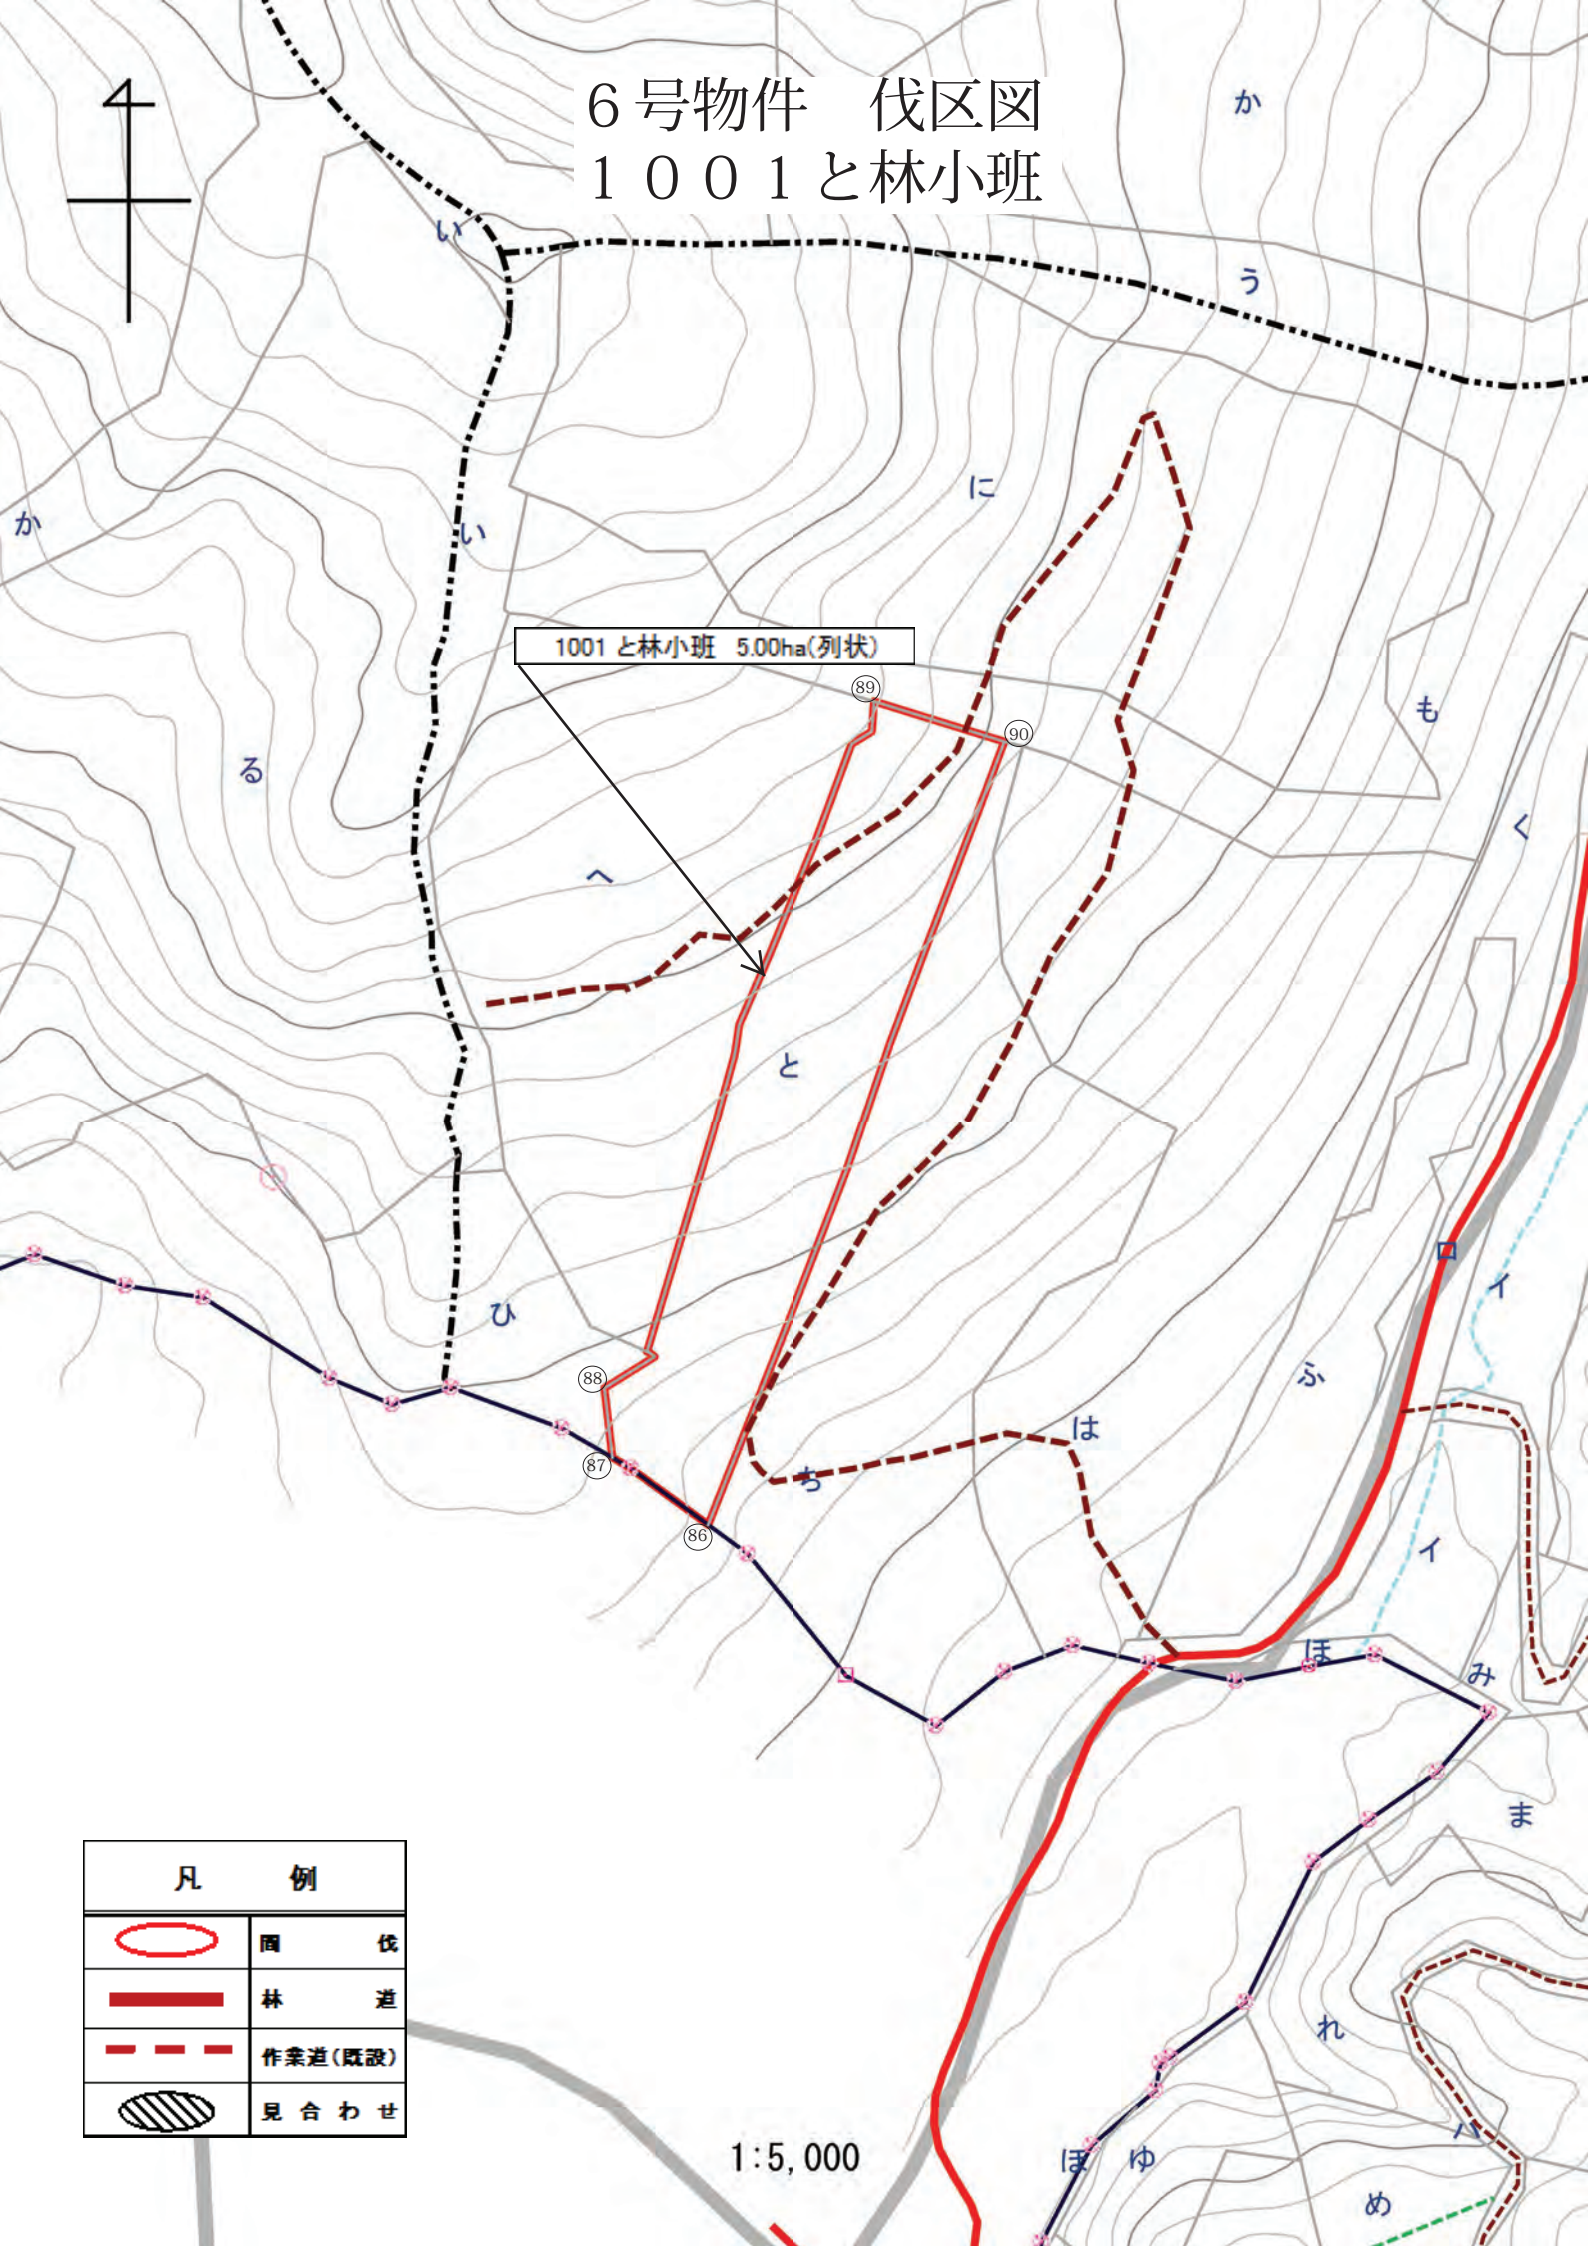 ６号物件　伐区図
１００１と林小班
か
い
う
に
か
い
1001 と林小班 5.00ha(列状)
89
90
も
る
く
へ
と
ロ
イ
ひ
ふ
88
は
87
ち
86
イ
ほ
み
ま
凡 例
間 伐
林 道
作業道(既設)
見 合 わ せ
れ
ハ
1:5,000
ほ ゆ
め